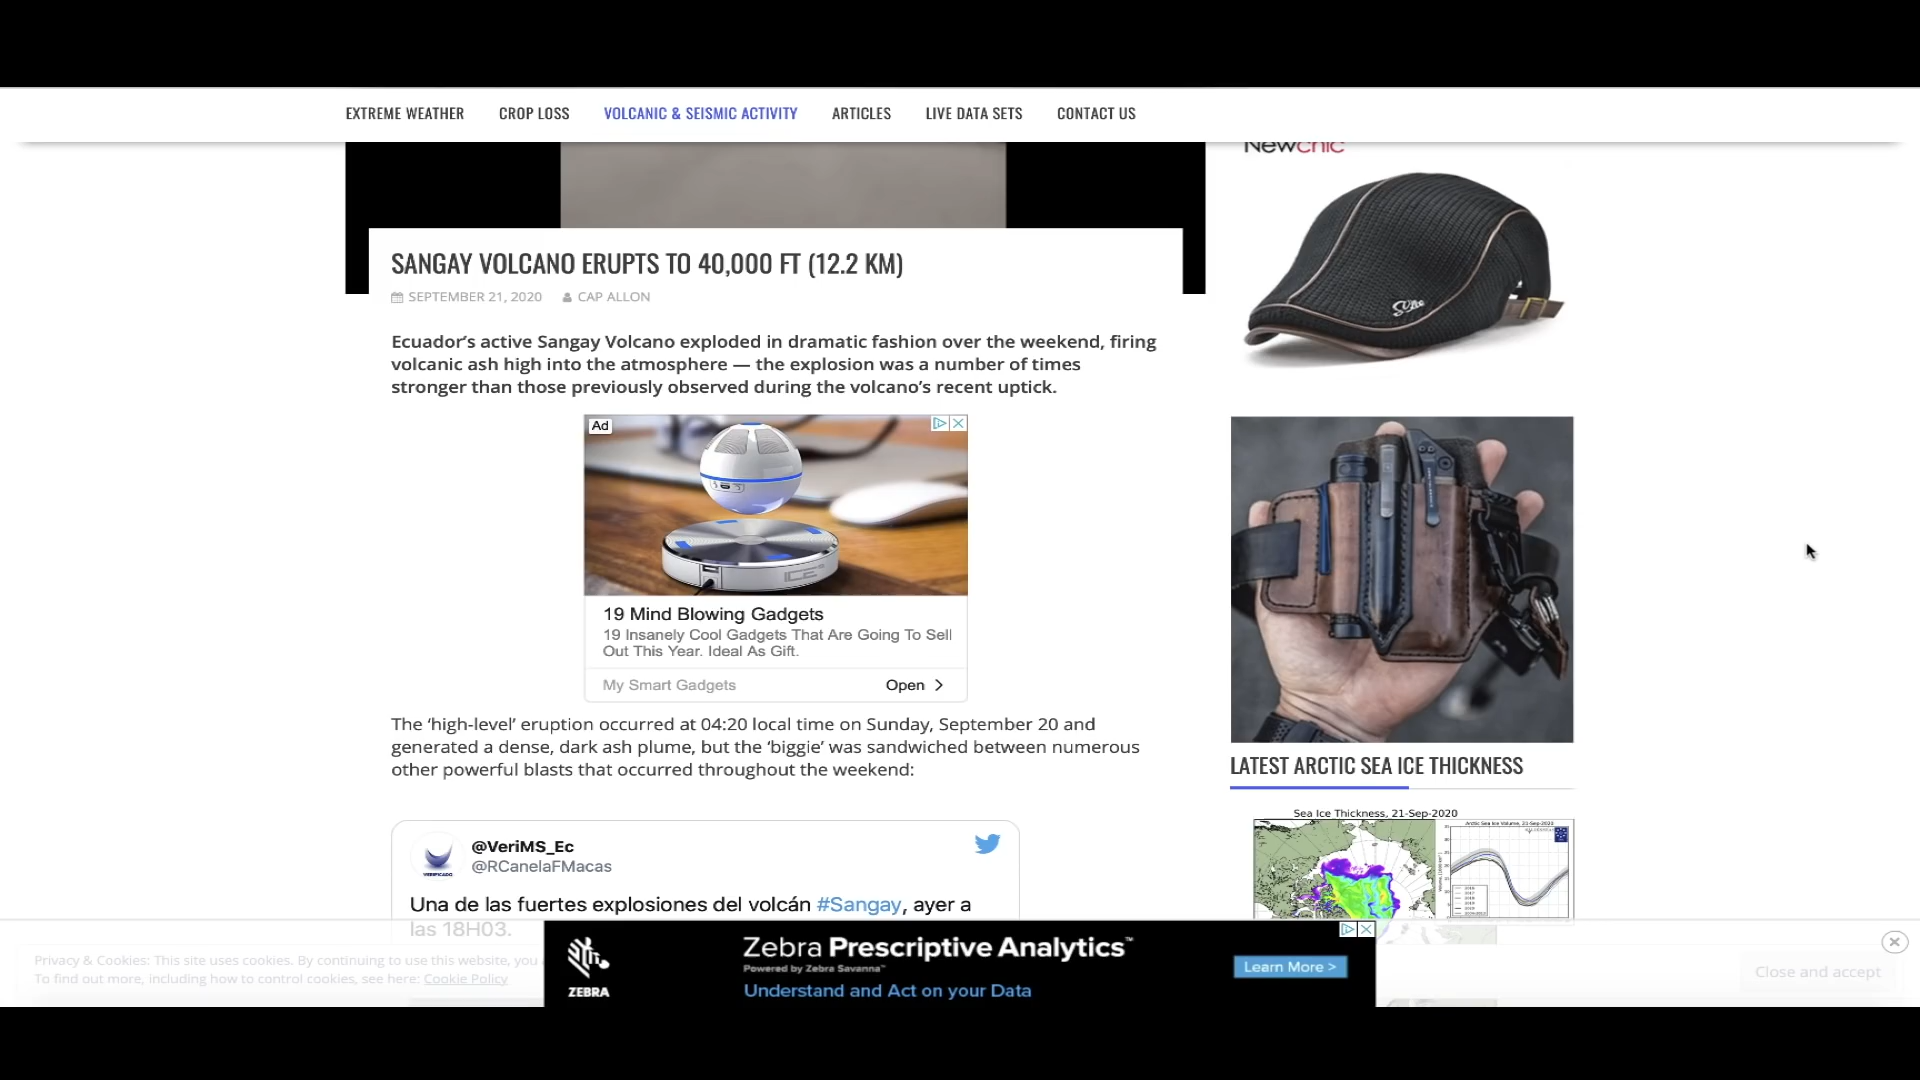 EXTREME WEATHER CROP LOSS VOLCANIC & SEISMIC ACTIVITY ARTICLES LIVE DATA SETS CONTACT US
Newchic
SANGAY VOLCANO ERUPTS TO 40,000 FT (12.2 KM)
SEPTEMBER 21, 2020 CAP ALLON
Ecuador’s active Sangay Volcano exploded in dramatic fashion over the weekend, firing
volcanic ash high into the atmosphere — the explosion was a number of times
stronger than those previously observed during the volcano’s recent uptick.
Ad
ICE
19 Mind Blowing Gadgets
19 Insanely Cool Gadgets That Are Going To Sell
Out This Year. Ideal As Gift.
My Smart Gadgets Open
The ‘high-level’ eruption occurred at 04:20 local time on Sunday, September 20 and
generated a dense, dark ash plume, but the ‘biggie’ was sandwiched between numerous
other powerful blasts that occurred throughout the weekend:
@VeriMS_Ec
@RCanelaFMacas
Una de las fuertes explosiones del volcán #Sangay, ayer a
las 18H03.
LATEST ARCTIC SEA ICE THICKNESS
Sea Ice Thickness, 21-Sep-2020
Arctic Sea Ice Volume, 21-Sep-2020
Privacy & Cookies: This site uses cookies. By continuing to use this website, you
To find out more, including how to control cookies, see here: Cookie Policy
Close and accept
ZEBRA
Zebra Prescriptive Analytics™
Powered by Zebra Savanna™
Understand and Act on your Data
Learn More >